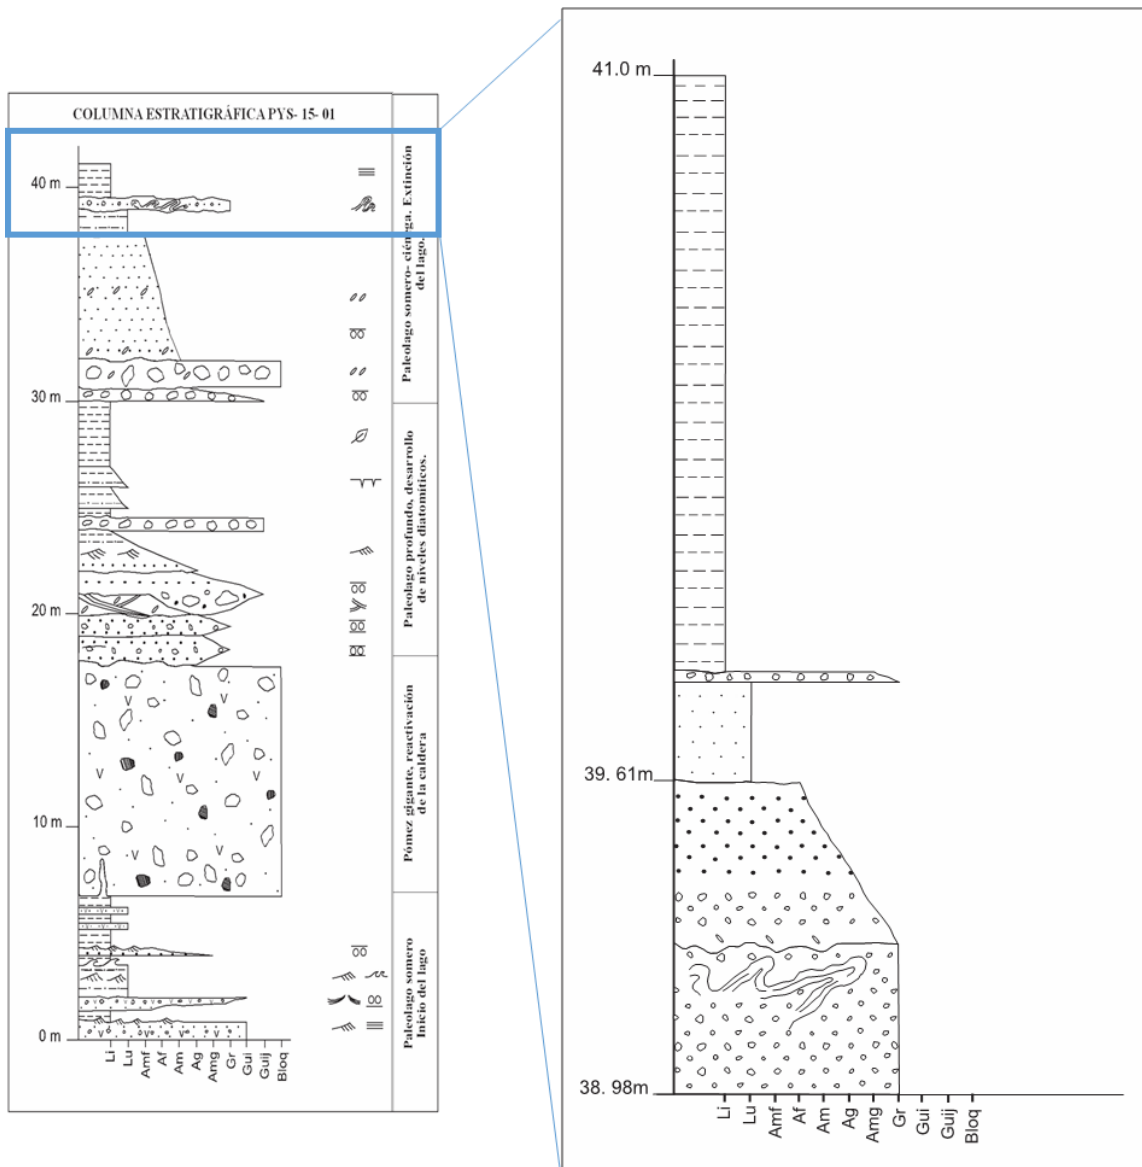 COLUMNA ESTRATIGRÁFICA PYS- 15- 01
40 m
30 m
20 m
10 m
0 m
Li
Lu
Amf
Af
Am
Ag
Amg
Gr
Gui
Guij
Bloq
Paleolago somero- ciénega. Extinción
del lago.
Paleolago profundo, desarrollo
de niveles diatomíticos.
Pómez gigante, reactivación
de la caldera
Paleolago somero
Inicio del lago
41.0 m
39. 61m
38. 98m
Li
Lu
Amf
Af
Am
Ag
Amg
Gr
Gui
Guij
Bloq